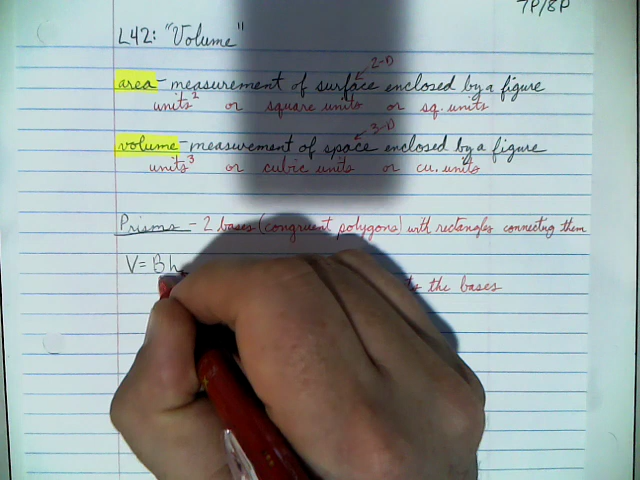 7P/8P
L42: "Volume"
2-D
area - measurement of surface enclosed by a figure
units² or square units or sq. units
3-D
volume - measurement of space enclosed by a figure
units³ or cubic units or cu. units
Prisms - 2 bases (congruent polygons) with rectangles connecting them
V = Bh
the bases